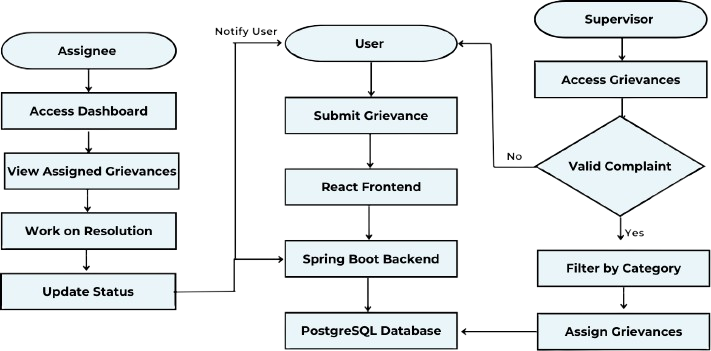 Assignee
Access Dashboard
View Assigned Grievances
Work on Resolution
Update Status
Notify User
User
Submit Grievance
React Frontend
Spring Boot Backend
PostgreSQL Database
Supervisor
Access Grievances
Valid Complaint
No
Yes
Filter by Category
Assign Grievances